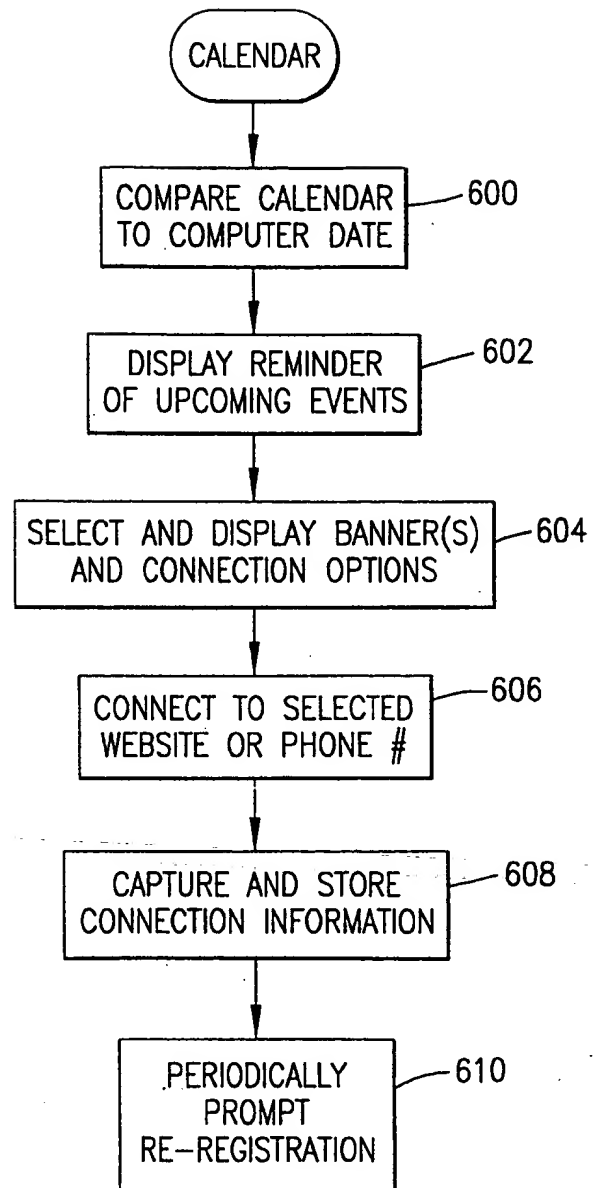 CALENDAR
COMPARE CALENDAR
TO COMPUTER DATE
600
DISPLAY REMINDER
OF UPCOMING EVENTS
602
SELECT AND DISPLAY BANNER(S)
AND CONNECTION OPTIONS
604
CONNECT TO SELECTED
WEBSITE OR PHONE #
606
CAPTURE AND STORE
CONNECTION INFORMATION
608
PERIODICALLY
PROMPT
RE-REGISTRATION
610